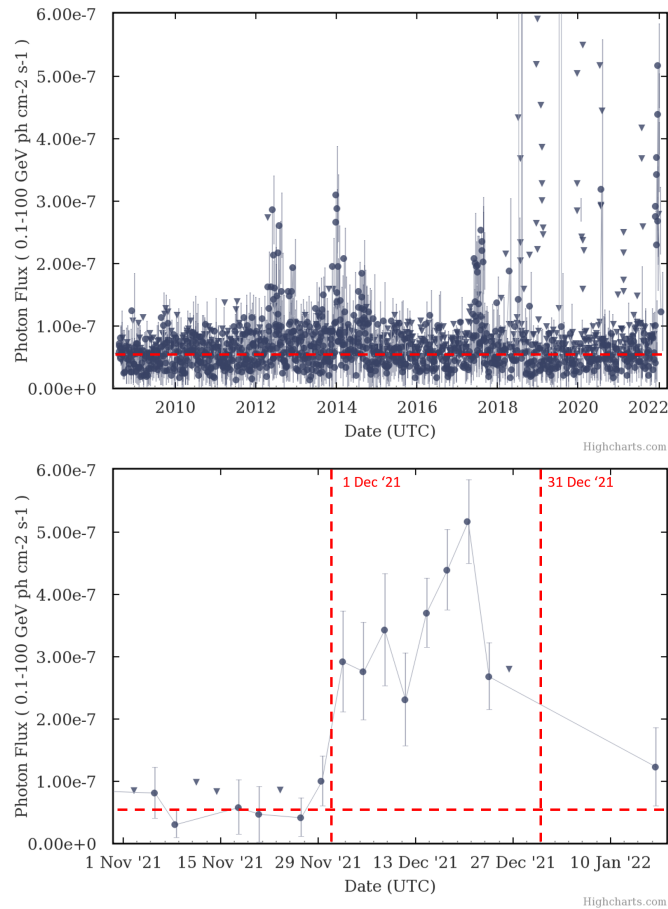 6.00e-7
5.00e-7
4.00e-7
3.00e-7
2.00e-7
1.00e-7
0.00e+0
Photon Flux ( 0.1-100 GeV ph cm-2 s-1 )
2010 2012 2014 2016 2018 2020 2022
Date (UTC)
Highcharts.com
6.00e-7
5.00e-7
4.00e-7
3.00e-7
2.00e-7
1.00e-7
0.00e+0
Photon Flux ( 0.1-100 GeV ph cm-2 s-1 )
1 Dec ‘21
31 Dec ‘21
1 Nov '21 15 Nov '21 29 Nov '21 13 Dec '21 27 Dec '21 10 Jan '22
Date (UTC)
Highcharts.com